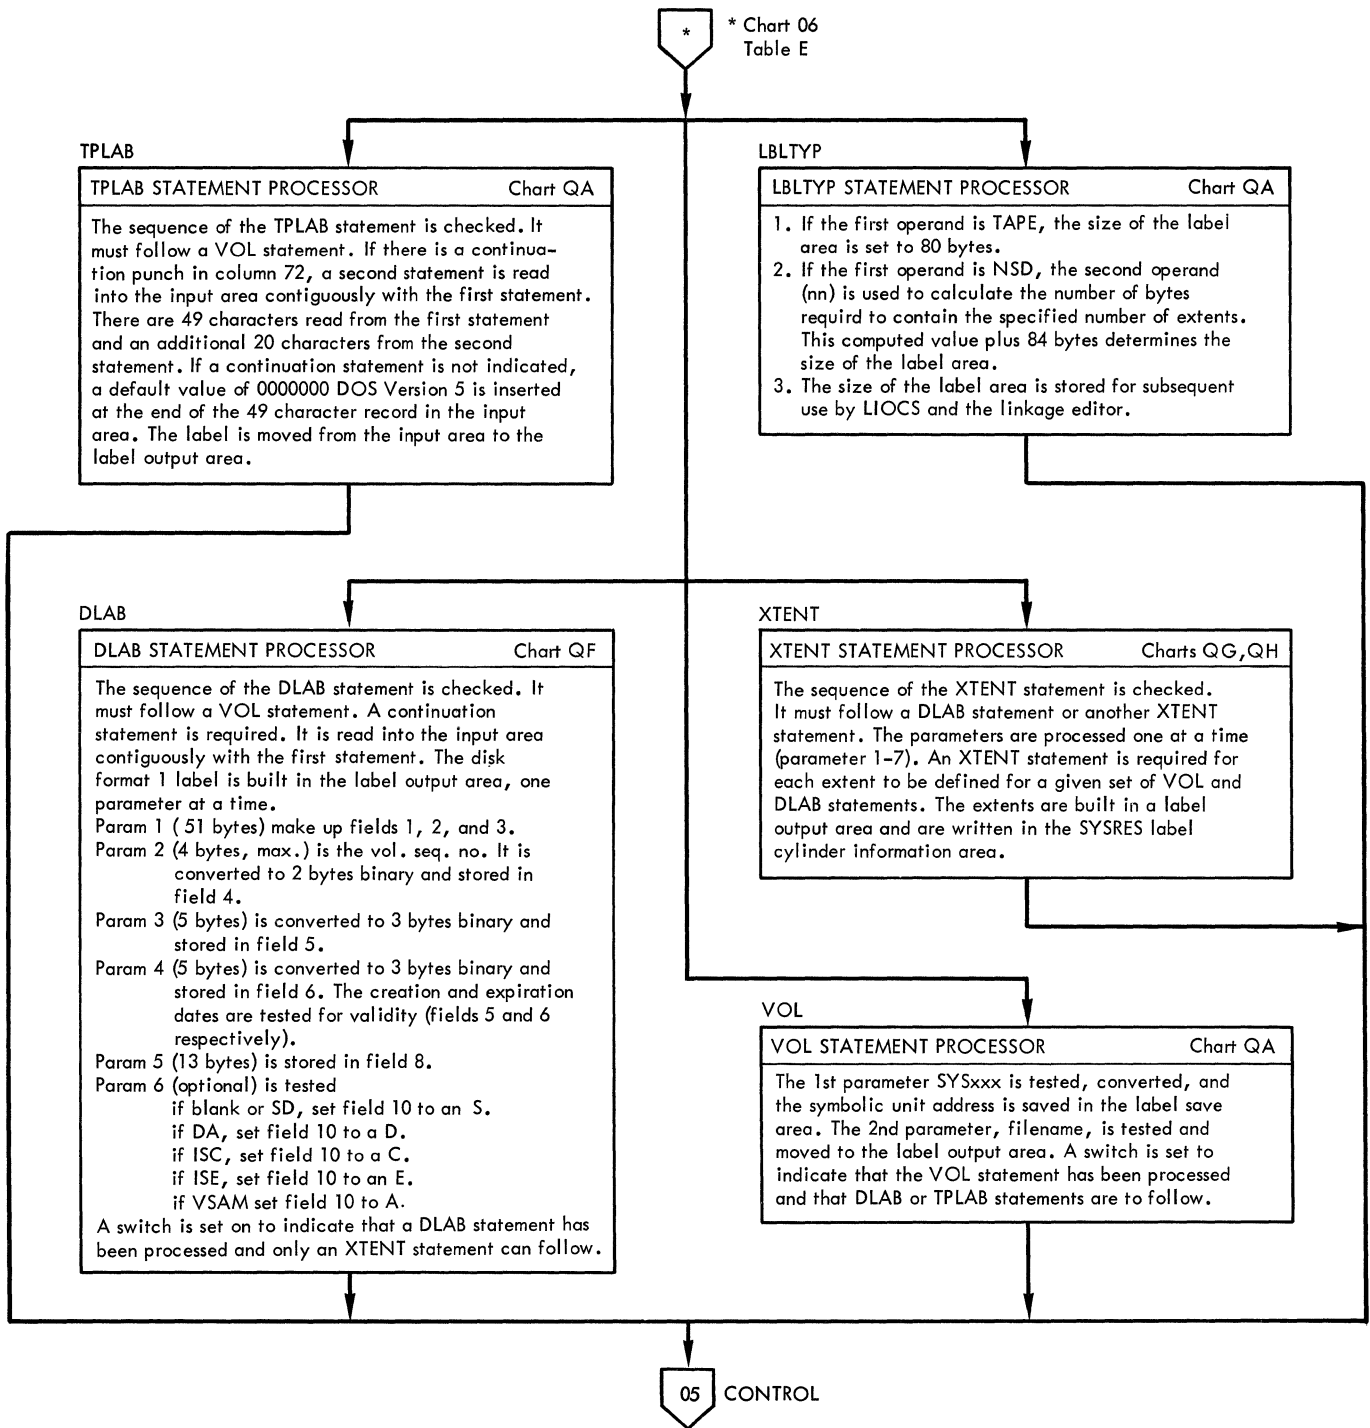 *
* Chart 06
Table E
TPLAB
TPLAB STATEMENT PROCESSOR Chart QA
The sequence of the TPLAB statement is checked. It
must follow a VOL statement. If there is a continua-
tion punch in column 72, a second statement is read
into the input area contiguously with the first statement.
There are 49 characters read from the first statement
and an additional 20 characters from the second
statement. If a continuation statement is not indicated,
a default value of 0000000 DOS Version 5 is inserted
at the end of the 49 character record in the input
area. The label is moved from the input area to the
label output area.
LBLTYP
LBLTYP STATEMENT PROCESSOR Chart QA
1. If the first operand is TAPE, the size of the label
area is set to 80 bytes.
2. If the first operand is NSD, the second operand
(nn) is used to calculate the number of bytes
requird to contain the specified number of extents.
This computed value plus 84 bytes determines the
size of the label area.
3. The size of the label area is stored for subsequent
use by LIOCS and the linkage editor.
DLAB
DLAB STATEMENT PROCESSOR Chart QF
The sequence of the DLAB statement is checked. It
must follow a VOL statement. A continuation
statement is required. It is read into the input area
contiguously with the first statement. The disk
format 1 label is built in the label output area, one
parameter at a time.
Param 1 ( 51 bytes) make up fields 1, 2, and 3.
Param 2 (4 bytes, max.) is the vol. seq. no. It is
converted to 2 bytes binary and stored in
field 4.
Param 3 (5 bytes) is converted to 3 bytes binary and
stored in field 5.
Param 4 (5 bytes) is converted to 3 bytes binary and
stored in field 6. The creation and expiration
dates are tested for validity (fields 5 and 6
respectively).
Param 5 (13 bytes) is stored in field 8.
Param 6 (optional) is tested
if blank or SD, set field 10 to an S.
if DA, set field 10 to a D.
if ISC, set field 10 to a C.
if ISE, set field 10 to an E.
if VSAM set field 10 to A.
A switch is set on to indicate that a DLAB statement has
been processed and only an XTENT statement can follow.
XTENT
XTENT STATEMENT PROCESSOR Charts QG,QH
The sequence of the XTENT statement is checked.
It must follow a DLAB statement or another XTENT
statement. The parameters are processed one at a time
(parameter 1-7). An XTENT statement is required for
each extent to be defined for a given set of VOL and
DLAB statements. The extents are built in a label
output area and are written in the SYSRES label
cylinder information area.
VOL
VOL STATEMENT PROCESSOR Chart QA
The 1st parameter SYSxxx is tested, converted, and
the symbolic unit address is saved in the label save
area. The 2nd parameter, filename, is tested and
moved to the label output area. A switch is set to
indicate that the VOL statement has been processed
and that DLAB or TPLAB statements are to follow.
05 CONTROL